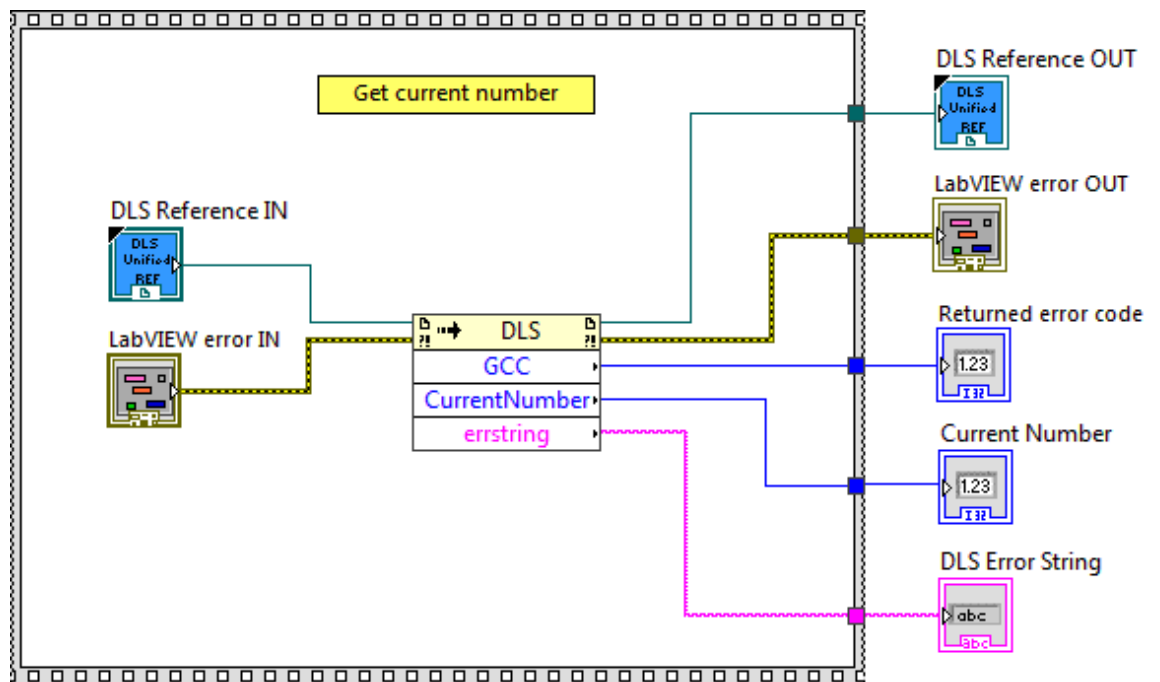 Get current number
DLS Reference OUT
DLS
Unified
REF
LabVIEW error OUT
DLS Reference IN
DLS
Unified
REF
LabVIEW error IN
?! DLS ?!
GCC
CurrentNumber
errstring
Returned error code
1.23
I32
Current Number
1.23
I32
DLS Error String
abc
abc